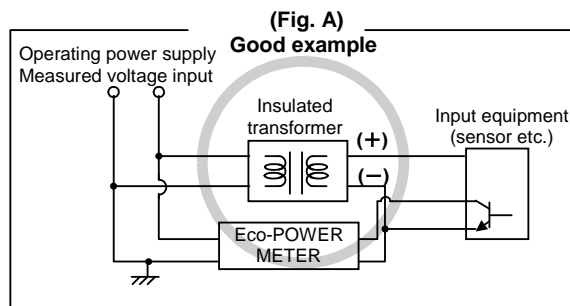 (Fig. A)
Good example
Operating power supply
Measured voltage input
Insulated
transformer
Input equipment
(sensor etc.)
(+)
(−)
Eco-POWER
METER